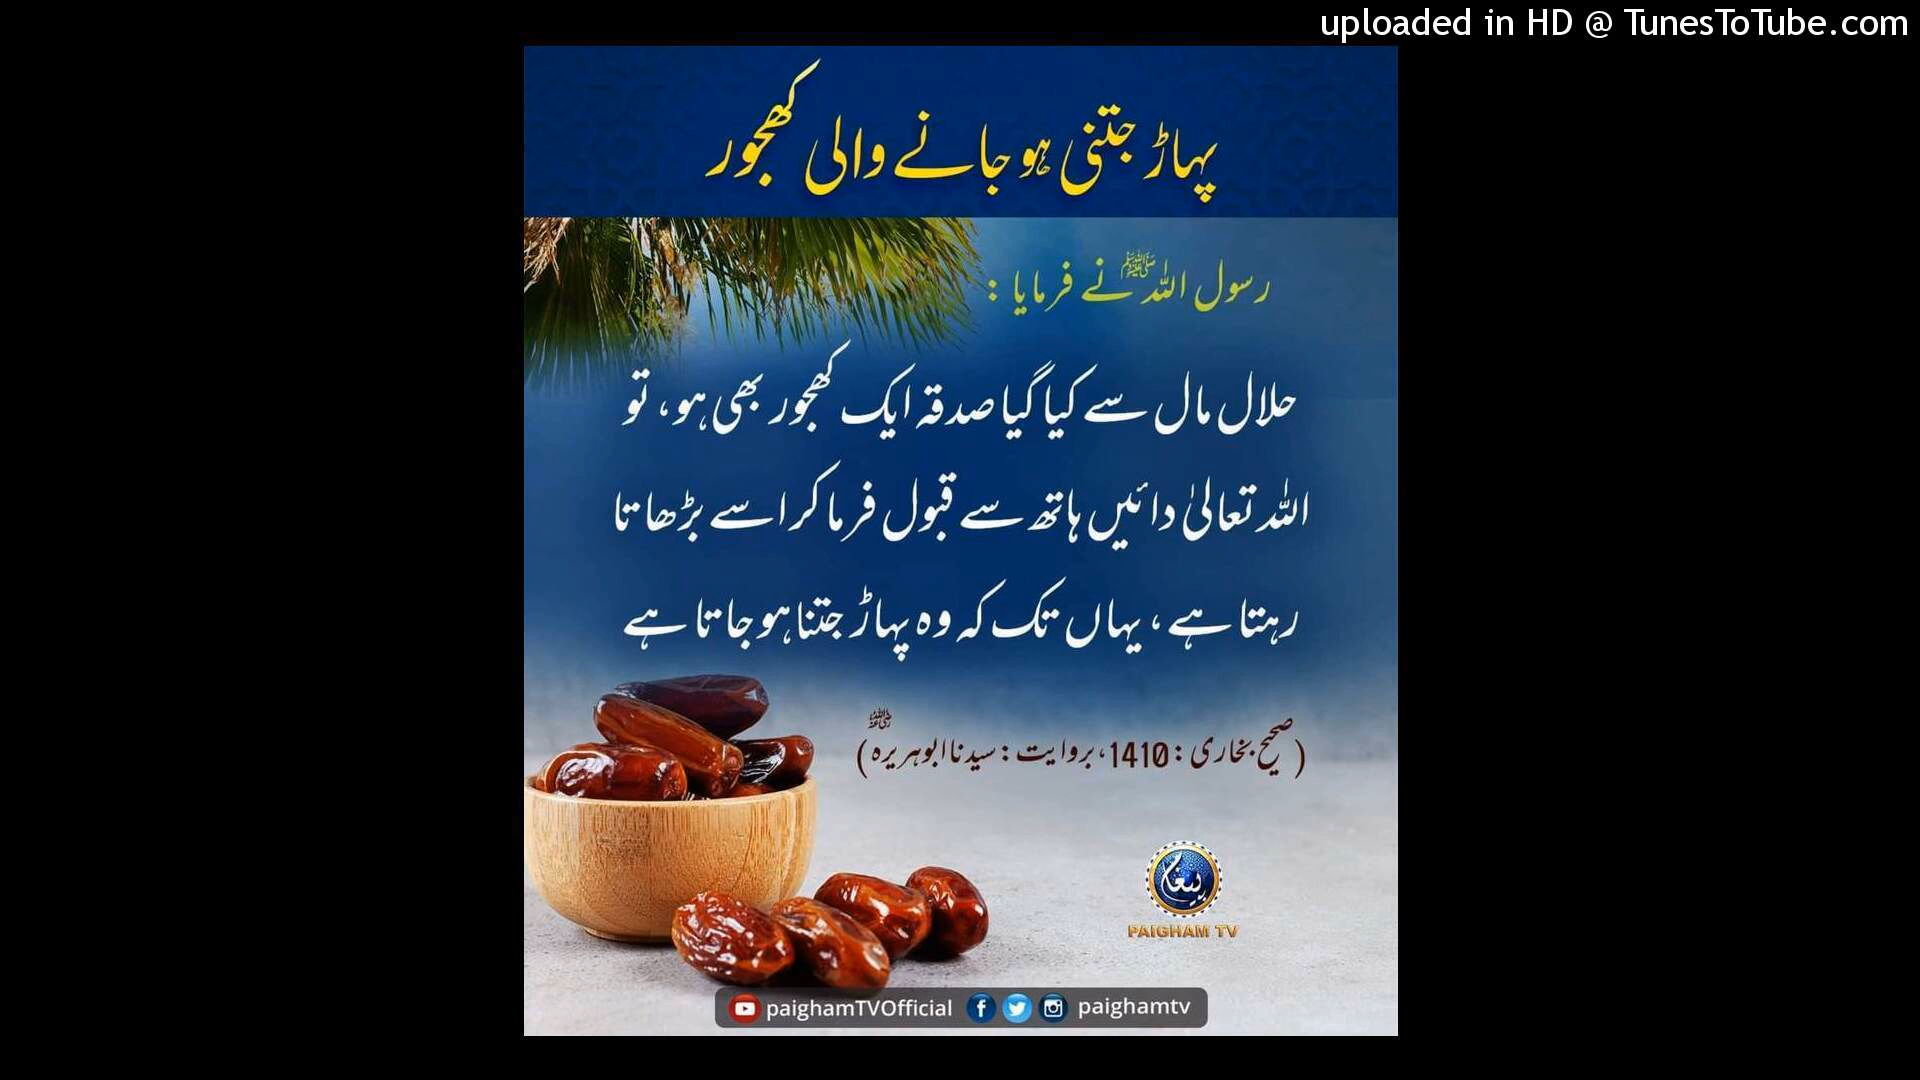 uploaded in HD @ TunesToTube.com
پہاڑ جتنی ہو جانے والی کھجور
رسول اللہ ﷺ نے فرمایا :
حلال مال سے کیا گیا صدقہ ایک کھجور بھی ہو، تو
اللہ تعالیٰ دائیں ہاتھ سے قبول فرما کر اسے بڑھاتا
رہتا ہے، یہاں تک کہ وہ پہاڑ جتنا ہو جاتا ہے
(صحیح بخاری : 1410، بروایت : سیدنا ابوہریرہ رضی اللہ عنہ)
پیغام
PAIGHAM TV
paighamTVOfficial paighamtv